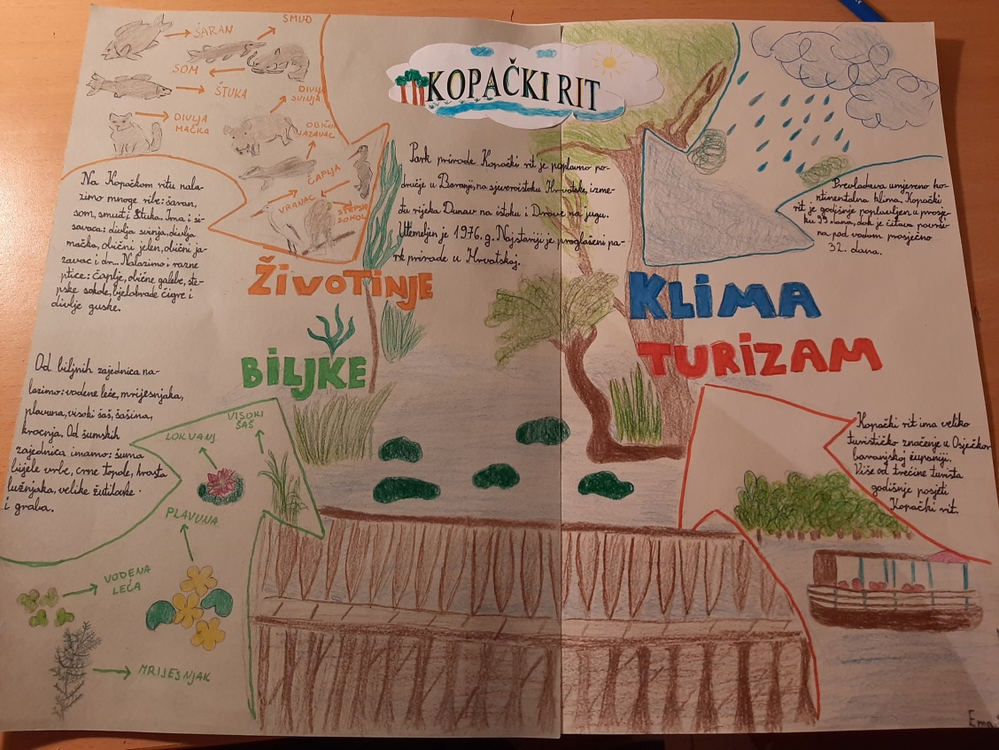 KOPAČKI RIT
ŠARAN
SMUĐ
SOM
ŠTUKA
DIVLJA
MAČKA
DIVLJA
SVINJA
OBIČNI
JAZAVAC
ČAPLJA
VRANAC
STEPSKI
SOKOL
Na Kopačkom ritu nala-
zimo mnoge ribe: šaran,
som, smuđ i štuka. Ima i si-
savaca: divlja svinja, divlja
mačka, obični jelen, obični ja-
zavac i dr.. Nalazimo i razne
ptice: čaplje, obične galebe, ste-
pske sokole, bjelobrade čigre i
divlje guske.
Park prirode Kopački rit je poplavno po-
dručje u Baranji, na sjeveroistoku Hrvatske, izme-
đu rijeka Dunav na istoku i Drave na jugu.
Utemeljen je 1976. g. Najstariji je proglašeni pa-
rk prirode u Hrvatskoj.
Prevladava umjereno ko-
ntinentalna klima. Kopački
rit je godišnje poplavljen, u prosje-
ku 99 dana, dok je čitava površi-
na pod vodom prosječno
32. dana.
ŽIVOTINJE
KLIMA
BILJKE
TURIZAM
Od biljnih zajednica na-
lazimo: vodene leće, mrijesnjaka,
plavuna, visoki šaš, šašina,
krocnja. Od šumskih
zajednica imamo: šuma
bijele vrbe, crne topole, hrasta
lužnjaka, velike žutilovke
i graba.
VISOKI
ŠAŠ
LOKVANJ
PLAVUNA
VODENA
LEĆA
MRIJESNJAK
Kopački rit ima veliko
turističko značenje u Osječko
baranjskoj županiji.
Više od trećine turista
godišnje posjeti
Kopački rit.
Ema